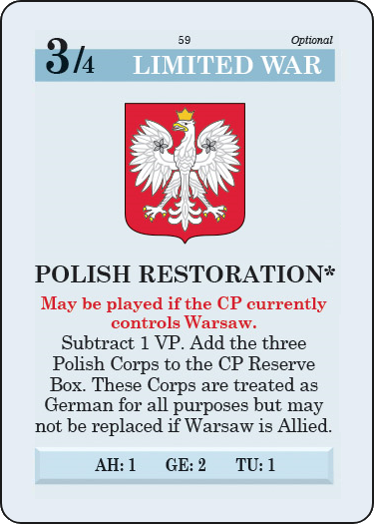 59
Optional
3/4
LIMITED WAR
POLISH RESTORATION*
May be played if the CP currently
controls Warsaw.
Subtract 1 VP. Add the three
Polish Corps to the CP Reserve
Box. These Corps are treated as
German for all purposes but may
not be replaced if Warsaw is Allied.
AH: 1 GE: 2 TU: 1